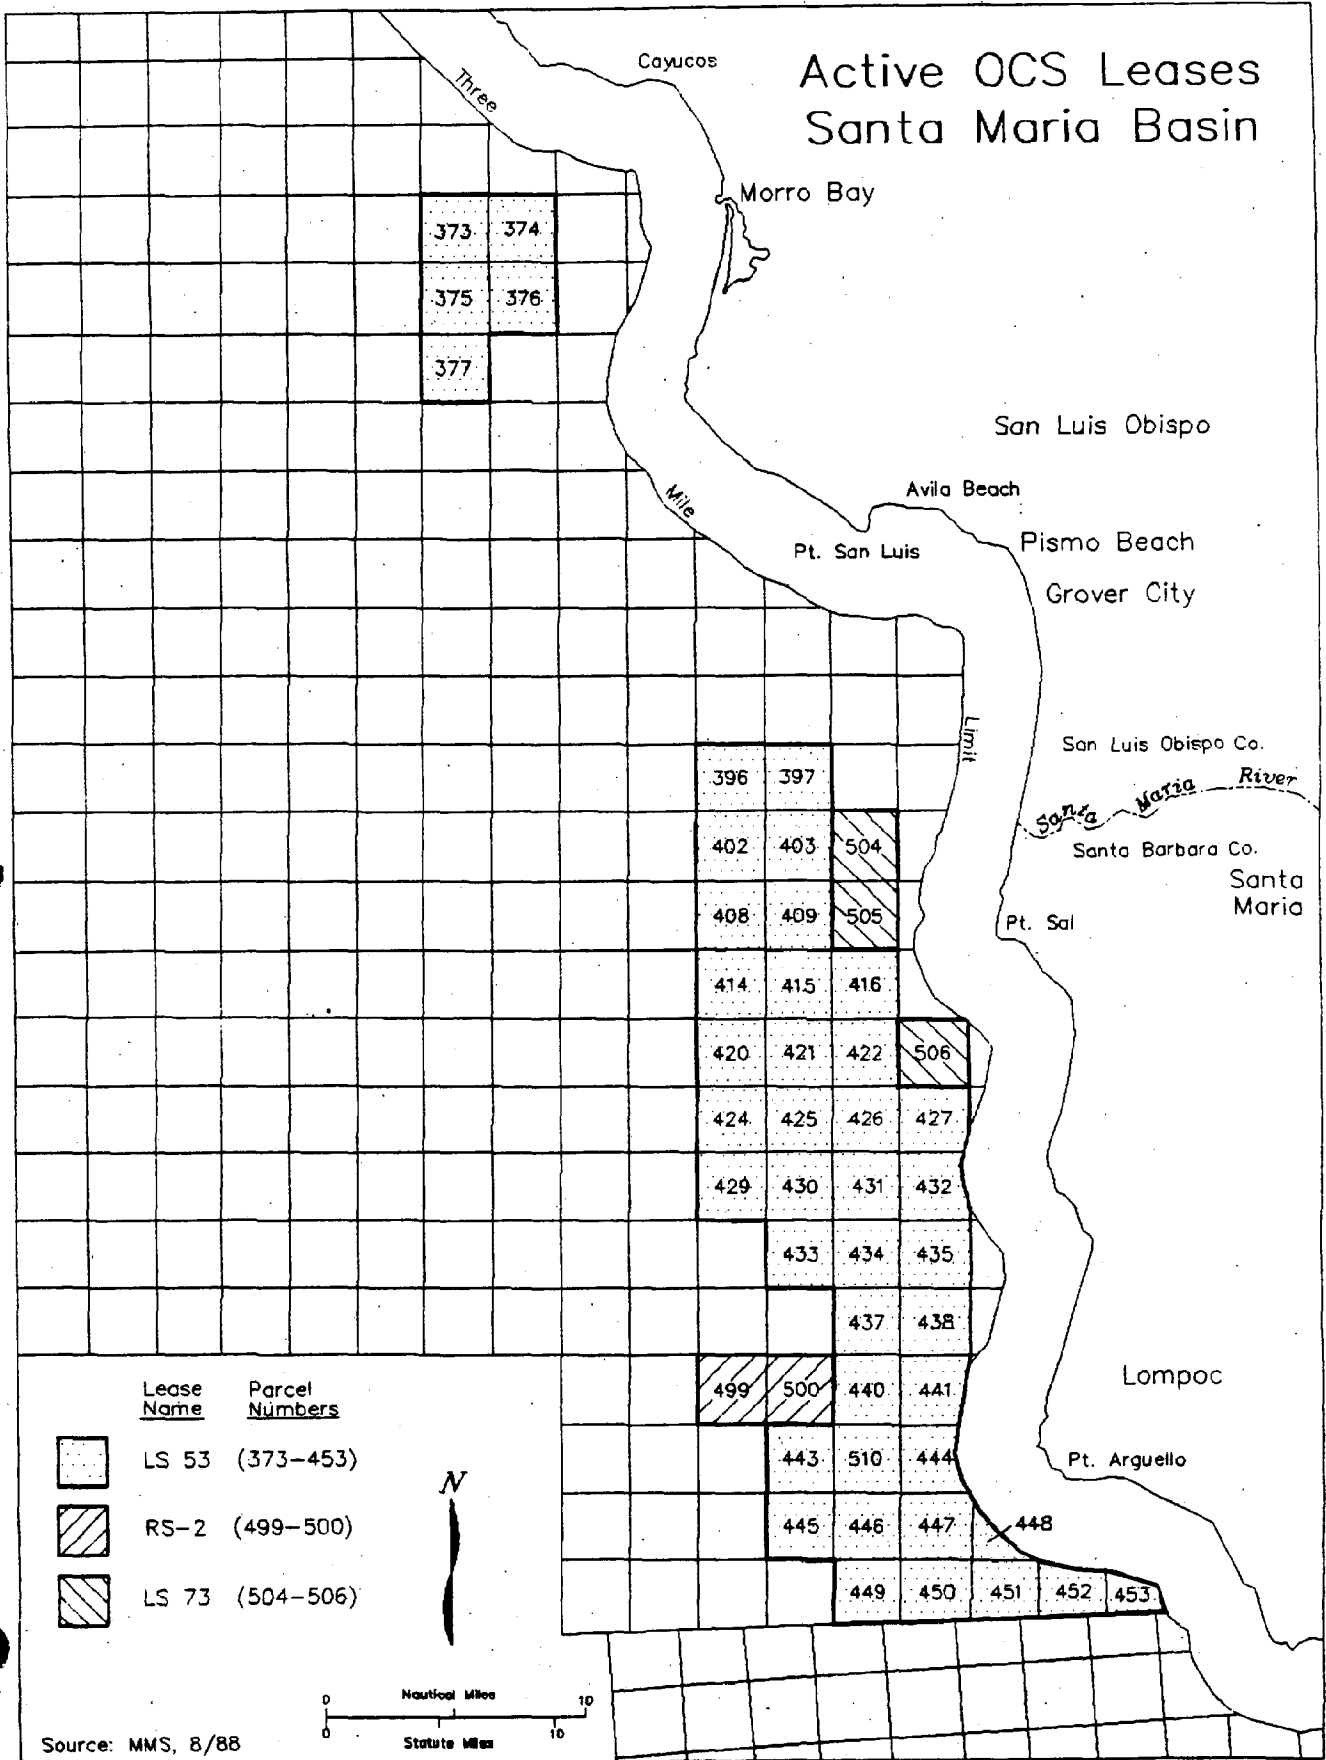 Active OCS Leases
Santa Maria Basin
Cayucos
Three
Morro Bay
373 374
375 376
377
San Luis Obispo
Mile
Avila Beach
Pt. San Luis
Pismo Beach
Grover City
Limit
San Luis Obispo Co.
Santa Maria River
Santa Barbara Co.
Santa
Maria
Pt. Sal
396 397
402 403 504
408 409 505
414 415 416
420 421 422 506
424 425 426 427
429 430 431 432
433 434 435
437 438
499 500 440 441
Lompoc
443 510 444
Pt. Arguello
445 446 447 448
449 450 451 452 453
Lease Parcel
Name Numbers
LS 53 (373-453)
RS-2 (499-500)
LS 73 (504-506)
N
0 Nautical Miles 10
0 Statute Miles 10
Source: MMS, 8/88